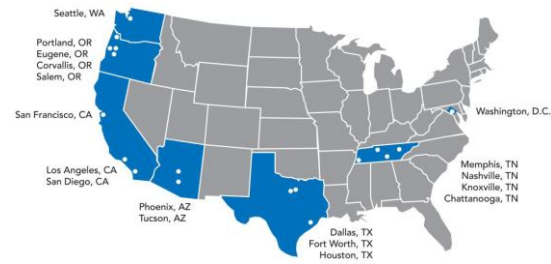 Seattle, WA
Portland, OR
Eugene, OR
Corvallis, OR
Salem, OR
San Francisco, CA
Washington, D.C.
Los Angeles, CA
San Diego, CA
Memphis, TN
Nashville, TN
Knoxville, TN
Chattanooga, TN
Phoenix, AZ
Tucson, AZ
Dallas, TX
Fort Worth, TX
Houston, TX